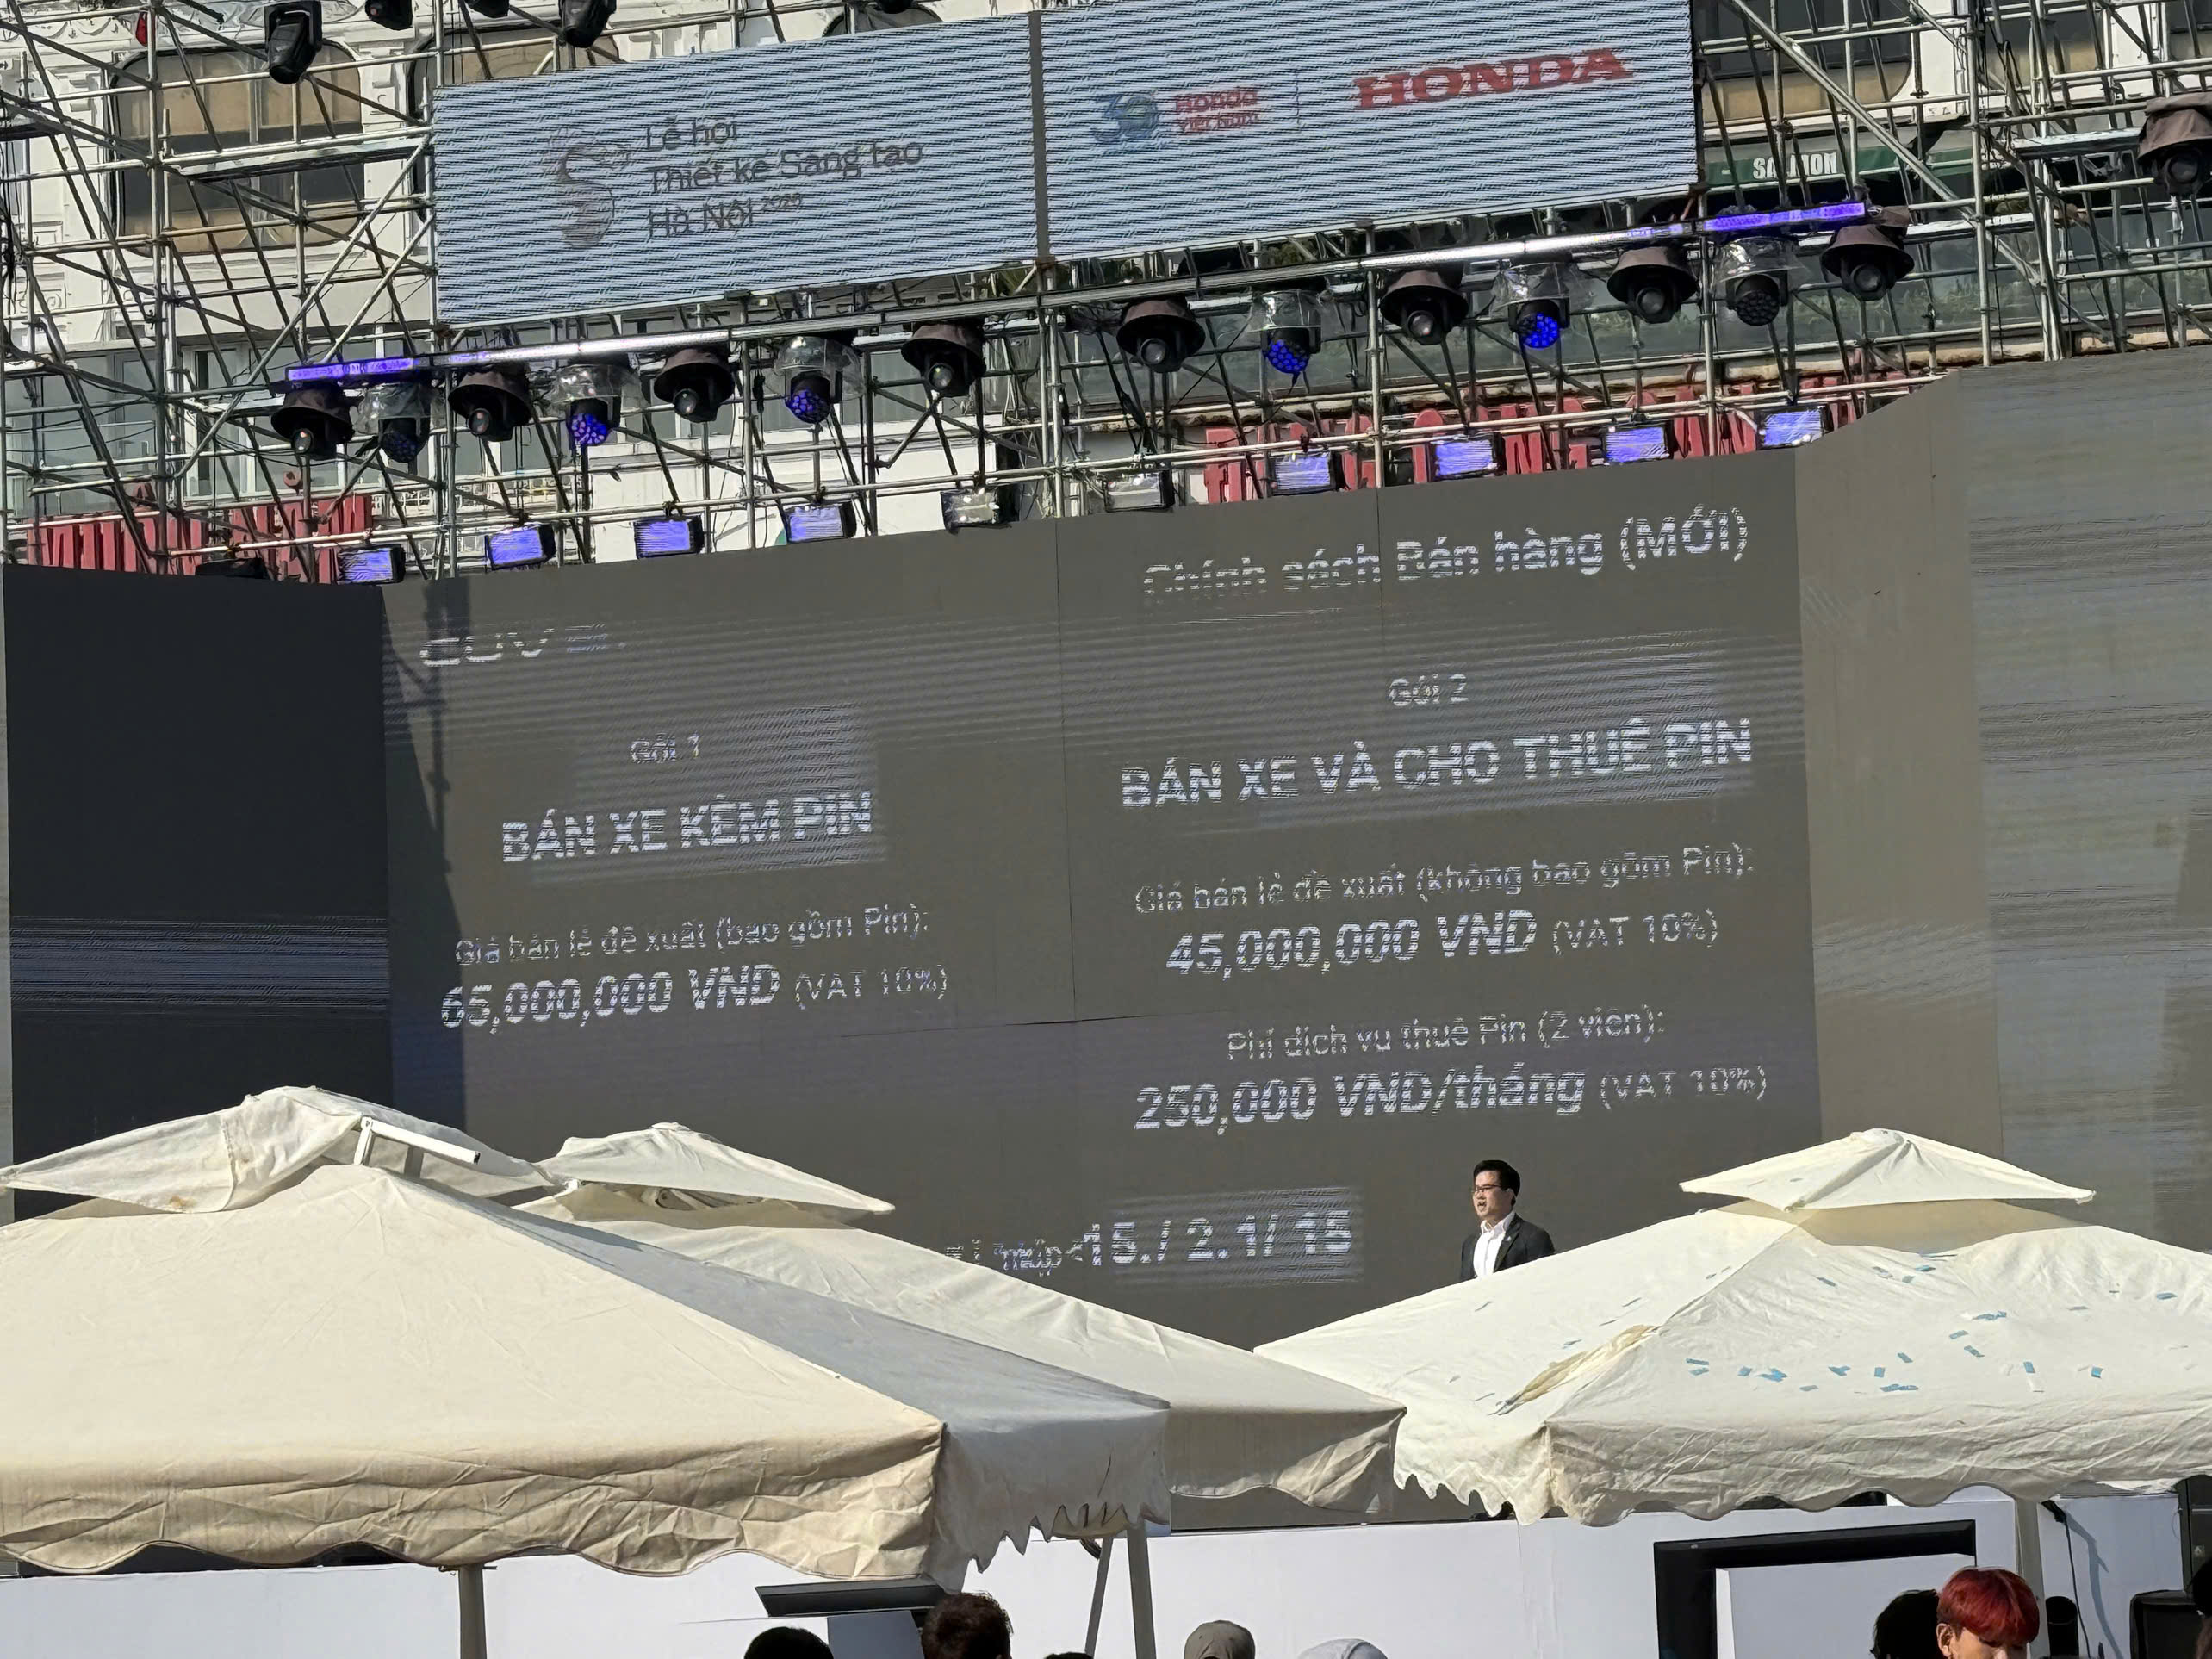 Lễ hội
Thiết kế Sáng tạo
Hà Nội 2025
30 Honda
Việt Nam
HONDA
SALMON
Chính sách Bán hàng (MỚI)
CUV e:
Gói 1
BÁN XE KÈM PIN
Giá bán lẻ đề xuất (bao gồm Pin):
65,000,000 VND (VAT 10%)
Gói 2
BÁN XE VÀ CHO THUÊ PIN
Giá bán lẻ đề xuất (không bao gồm Pin):
45,000,000 VND (VAT 10%)
Phí dịch vụ thuê Pin (2 viên):
250,000 VND/tháng (VAT 10%)